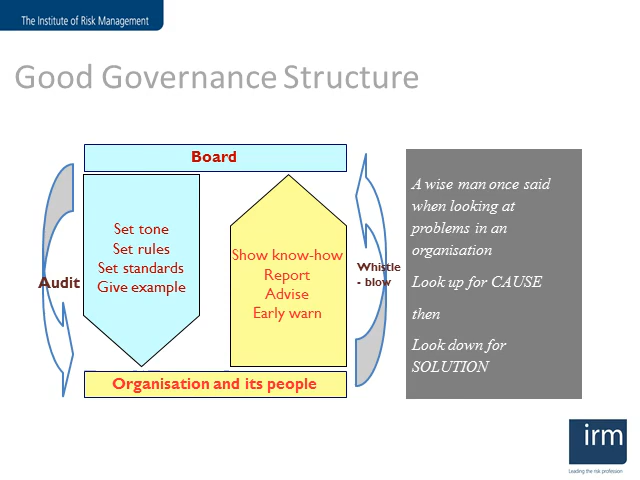 The Institute of Risk Management
Good Governance Structure
Board
Set tone
Set rules
Set standards
Give example
Show know-how
Report
Advise
Early warn
Audit
Whistle
- blow
Organisation and its people
A wise man once said
when looking at
problems in an
organisation
Look up for CAUSE
then
Look down for
SOLUTION
irm
Leading the risk profession